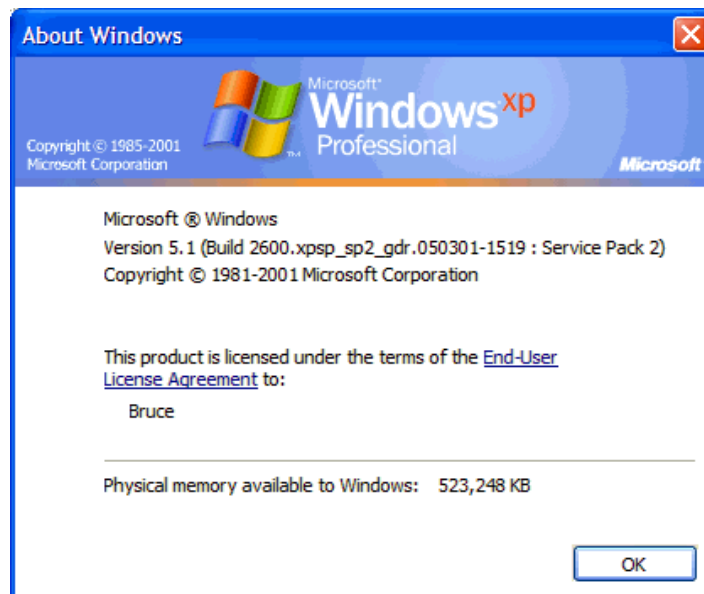 About Windows
Microsoft®
Windows xp
Professional
TM
Copyright © 1985-2001
Microsoft Corporation
Microsoft
Microsoft ® Windows
Version 5.1 (Build 2600.xpsp_sp2_gdr.050301-1519 : Service Pack 2)
Copyright © 1981-2001 Microsoft Corporation
This product is licensed under the terms of the End-User
License Agreement to:
Bruce
Physical memory available to Windows: 523,248 KB
OK